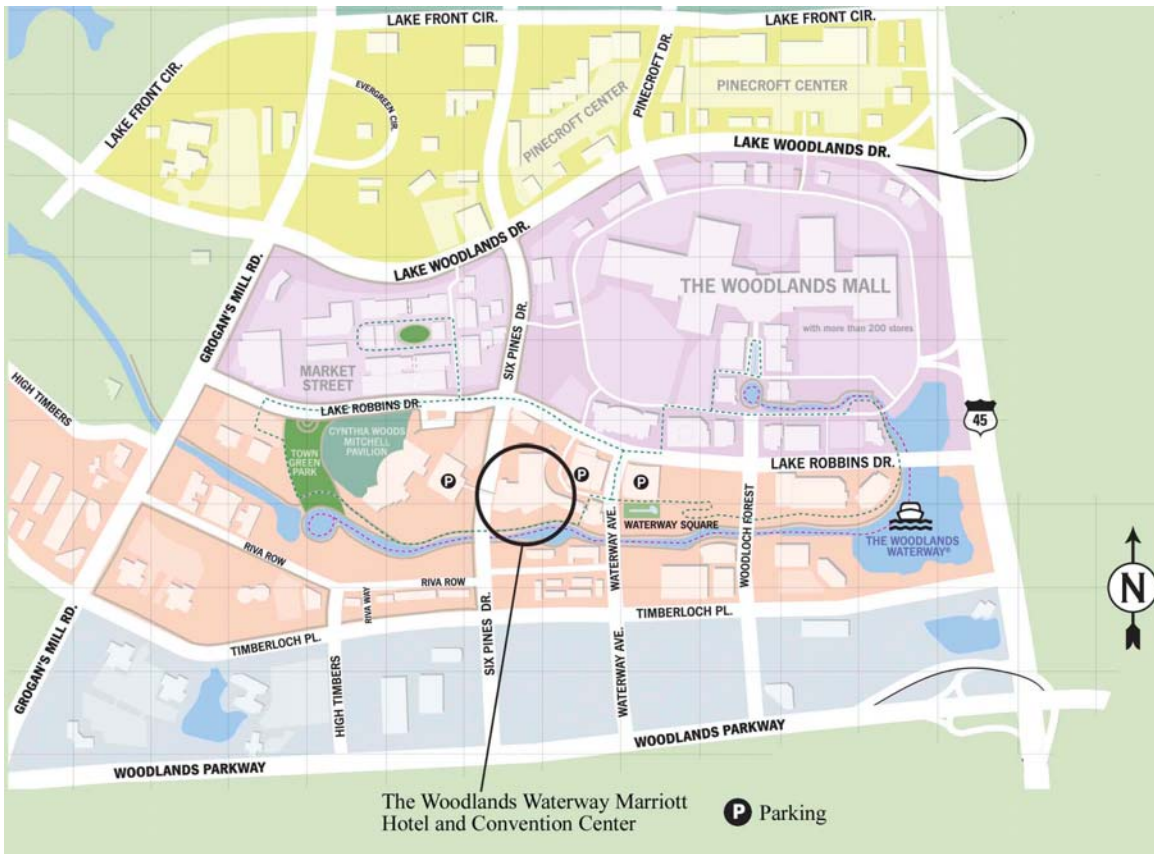 LAKE FRONT CIR.
LAKE FRONT CIR.
LAKE FRONT CIR.
EVERGREEN CIR.
PINECROFT CENTER
PINECROFT DR.
PINECROFT CENTER
LAKE WOODLANDS DR.
LAKE WOODLANDS DR.
GROGAN'S MILL RD.
THE WOODLANDS MALL
with more than 200 stores
SIX PINES DR.
MARKET
STREET
HIGH TIMBERS
LAKE ROBBINS DR.
45
CYNTHIA WOODS
MITCHELL
PAVILION
TOWN
GREEN
PARK
P
P
P
LAKE ROBBINS DR.
WATERWAY SQUARE
WATERWAY AVE.
WOODLOCH FOREST
THE WOODLANDS
WATERWAY®
RIVA ROW
RIVA ROW
RIVA WAY
N
TIMBERLOCH PL.
TIMBERLOCH PL.
GROGAN'S MILL RD.
HIGH TIMBERS
SIX PINES DR.
WATERWAY AVE.
WOODLANDS PARKWAY
WOODLANDS PARKWAY
The Woodlands Waterway Marriott
Hotel and Convention Center
P Parking